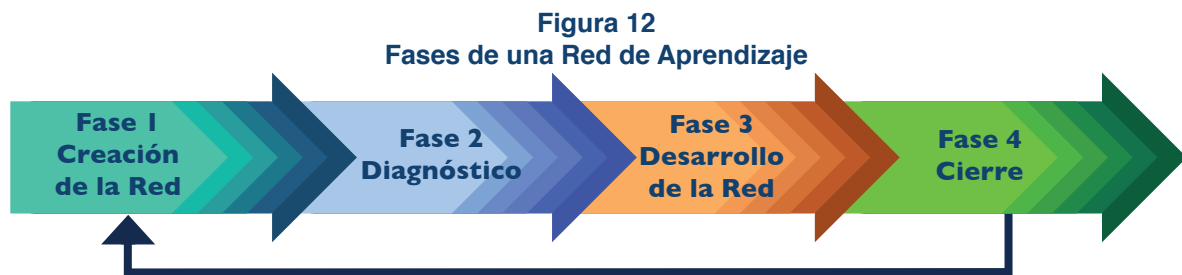 Figura 12
Fases de una Red de Aprendizaje
Fase 1
Creación
de la Red
Fase 2
Diagnóstico
Fase 3
Desarrollo
de la Red
Fase 4
Cierre